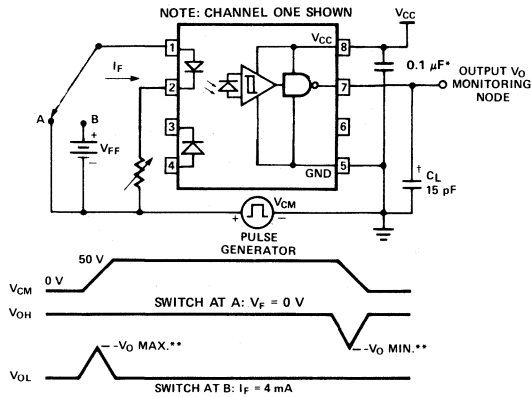 NOTE: CHANNEL ONE SHOWN
VCC
1
IF
2
3
4
VCC
8
7
6
5
GND
0.1 µF*
OUTPUT VO
MONITORING
NODE
A
B
+
VFF
−
† CL
15 pF
+
VCM
−
PULSE
GENERATOR
50 V
VCM
0 V
SWITCH AT A: VF = 0 V
VOH
VO MAX.**
VO MIN.**
VOL
SWITCH AT B: IF = 4 mA